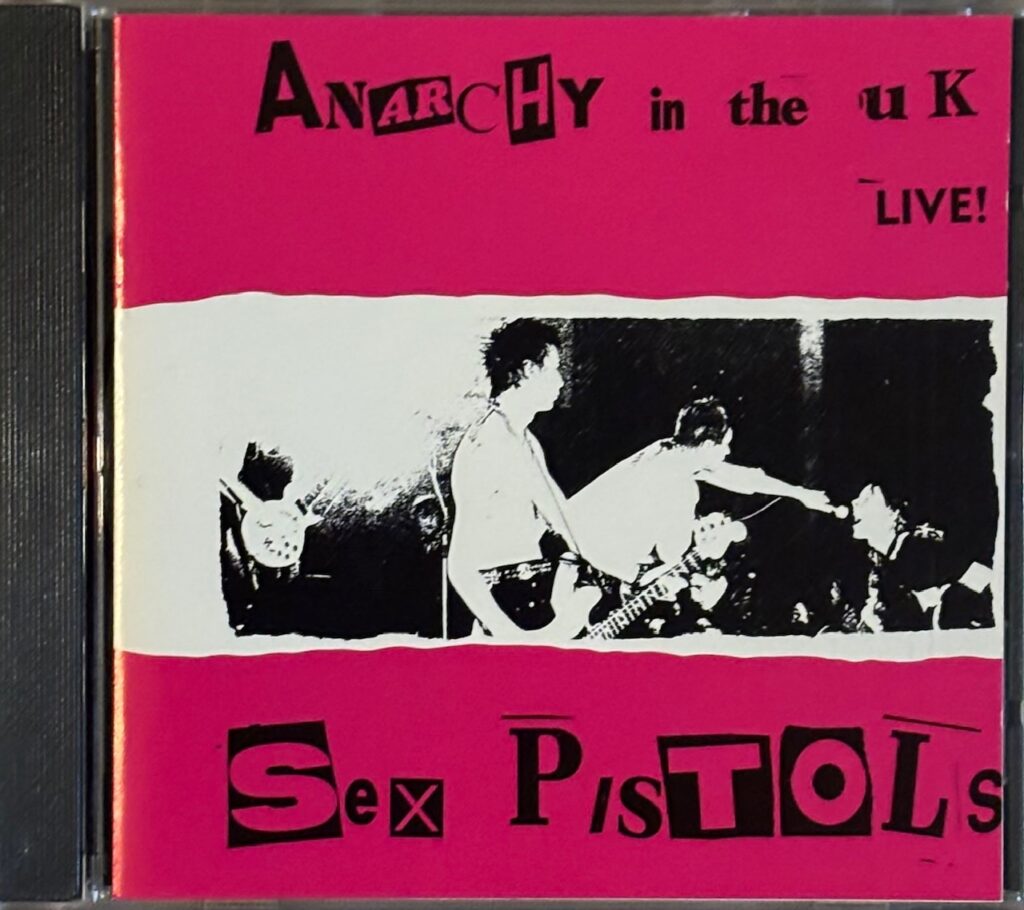 ANARCHY in the uK
LIVE!
Sex PisTOLs